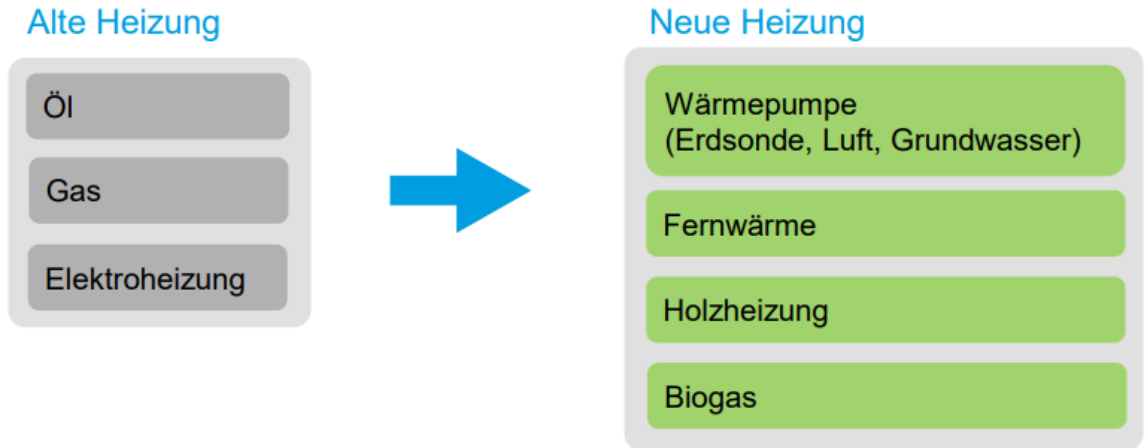 Alte Heizung
Öl
Gas
Elektroheizung
Neue Heizung
Wärmepumpe
(Erdsonde, Luft, Grundwasser)
Fernwärme
Holzheizung
Biogas